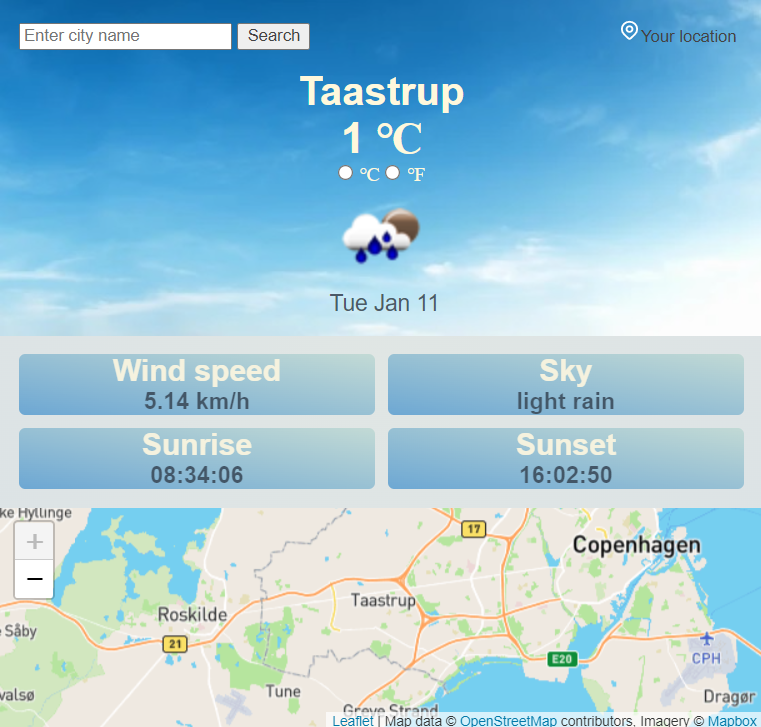 Enter city name
Search
Your location
Taastrup
1 °C
°C
°F
Tue Jan 11
Wind speed
5.14 km/h
Sky
light rain
Sunrise
08:34:06
Sunset
16:02:50
ke Hyllinge
+
−
17
Copenhagen
Taastrup
Roskilde
Såby
21
E20
CPH
valsø
Tune
Dragør
Greve Strand
Leaflet | Map data © OpenStreetMap contributors, Imagery © Mapbox